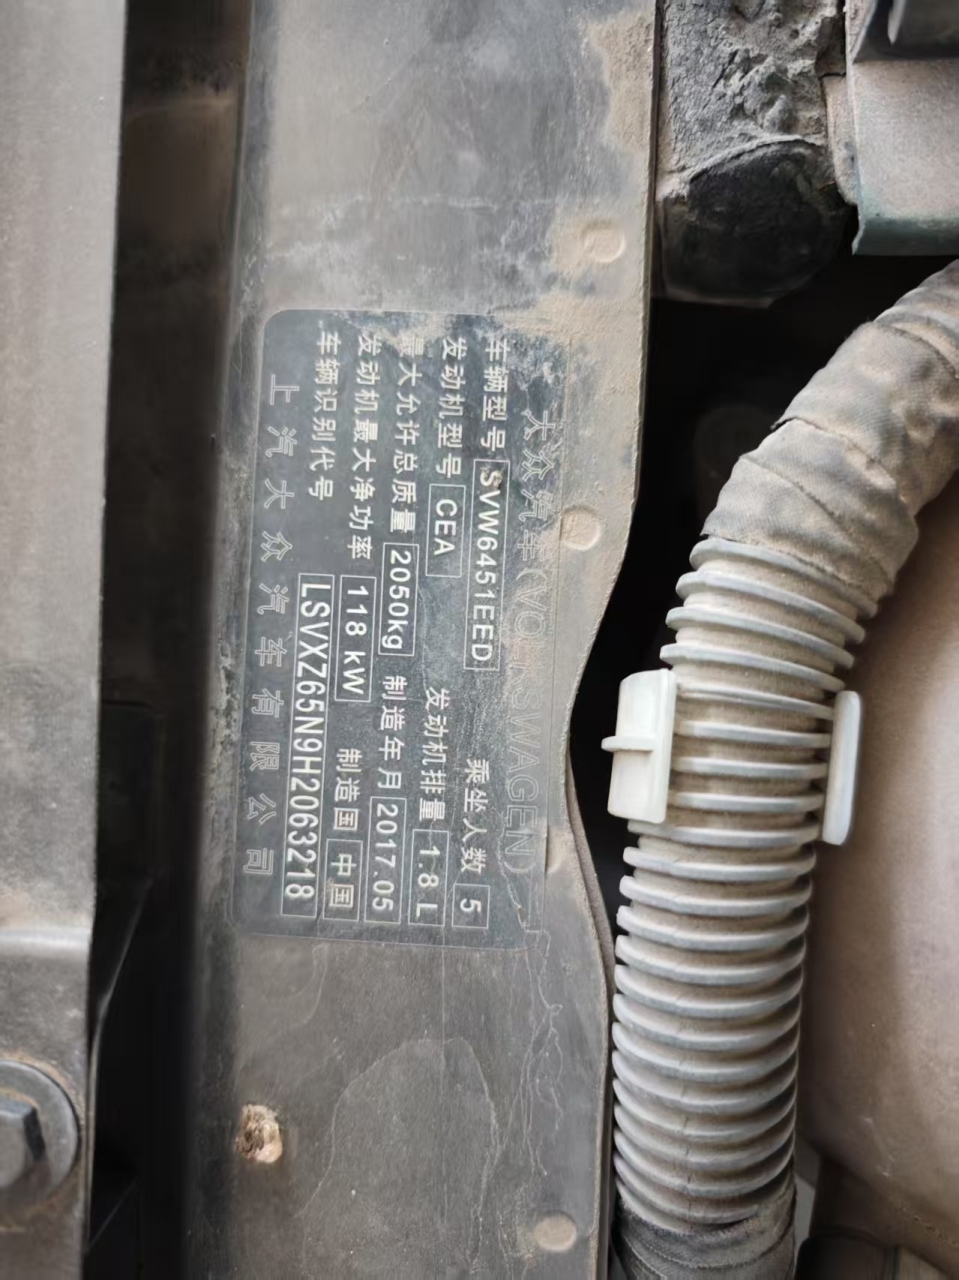 大众汽车(VOLKSWAGEN)
车辆型号 SVW6451EED 乘坐人数 5
发动机型号 CEA 发动机排量 1.8 L
最大允许总质量 2050kg 制造年月 2017.05
发动机最大净功率 118 kW 制造国 中国
车辆识别代号 LSVXZ65N9H2063218
上汽大众汽车有限公司